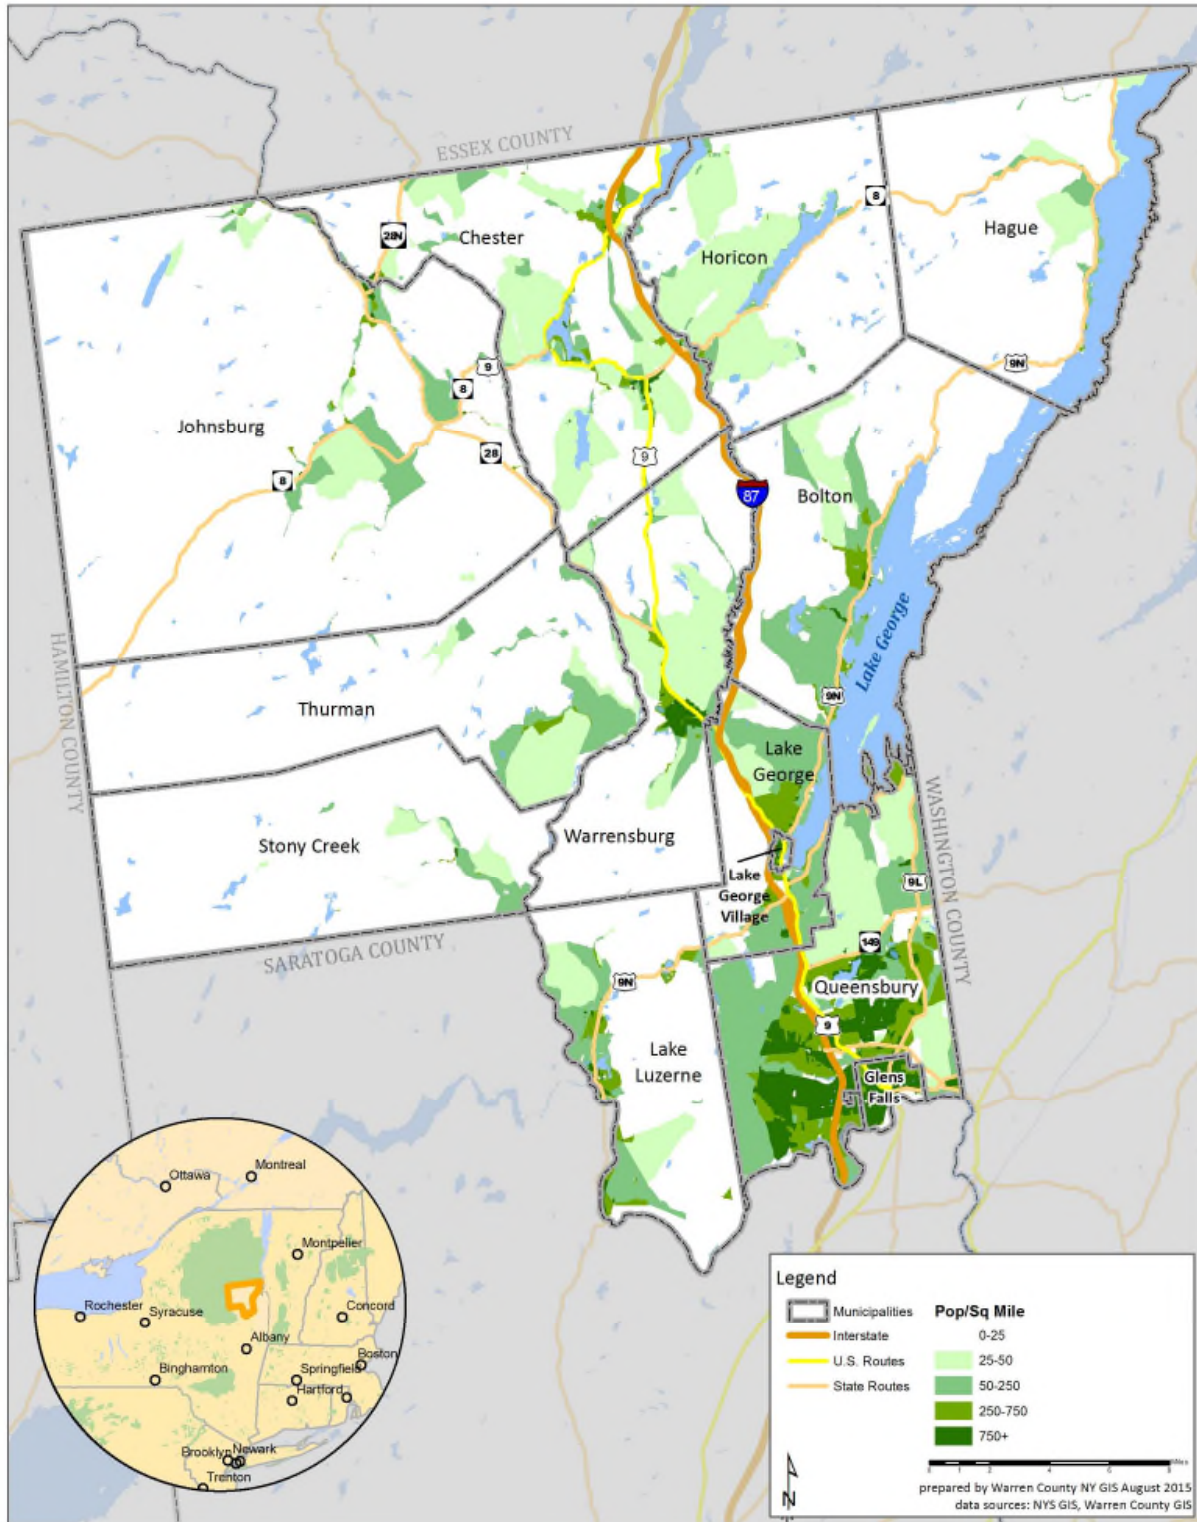 ESSEX COUNTY
8
Hague
28N
Chester
Horicon
9N
9
8
Johnsburg
8
28
9
87
Bolton
Lake George
HAMILTON COUNTY
9N
Thurman
Lake
George
WASHINGTON COUNTY
Stony Creek
Warrensburg
Lake
George
Village
9L
SARATOGA COUNTY
149
9N
Queensbury
9
Lake
Luzerne
Glens
Falls
Ottawa
Montreal
Montpelier
Rochester
Syracuse
Concord
Albany
Boston
Binghamton
Springfield
Hartford
Brooklyn
Newark
Trenton
Legend
Municipalities
Interstate
U.S. Routes
State Routes
Pop/Sq Mile
0-25
25-50
50-250
250-750
750+
N
prepared by Warren County NY GIS August 2015
data sources: NYS GIS, Warren County GIS